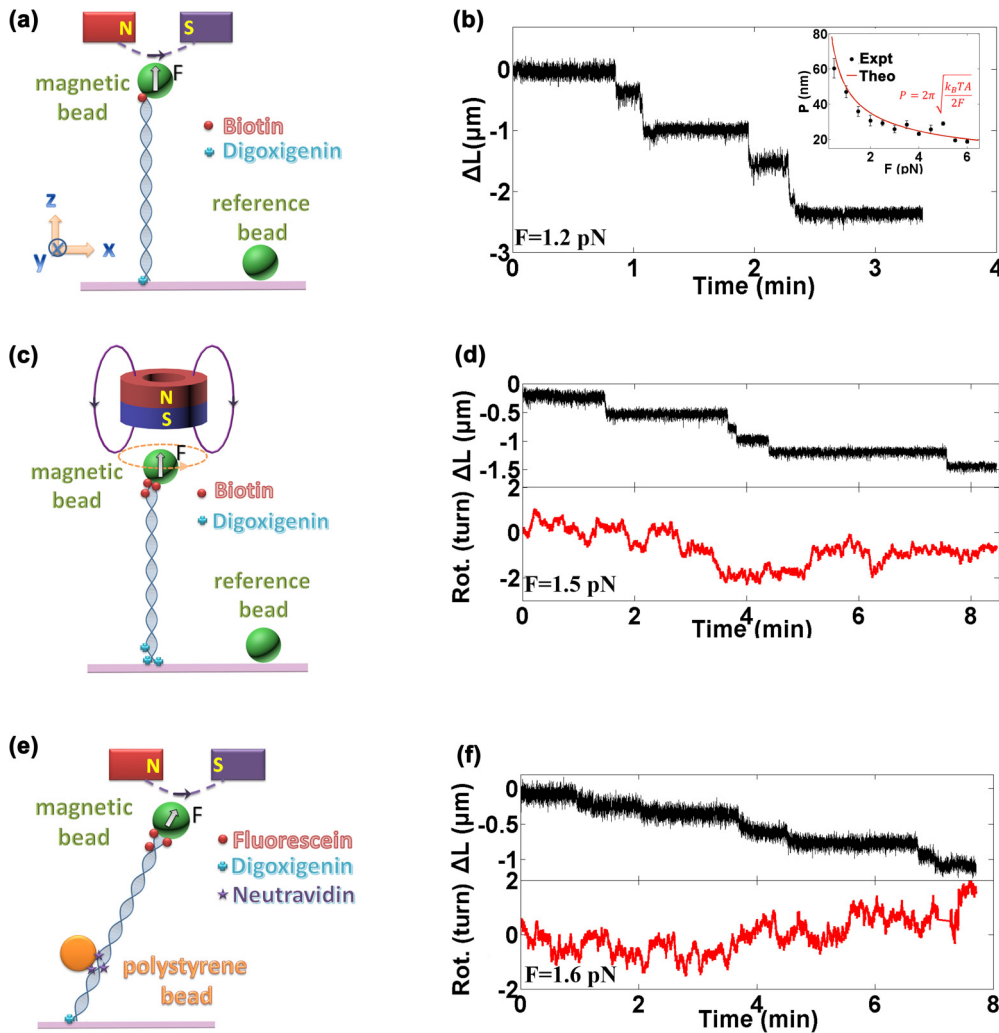 (a)
N
S
F
magnetic
bead
Biotin
Digoxigenin
z
y
x
reference
bead
(b)
0
-1
-2
-3
ΔL (μm)
F=1.2 pN
0
1
2
3
4
Time (min)
80
60
40
20
P (nm)
Expt
Theo
P = 2π √(k_BTA / 2F)
2
4
6
F (pN)
(c)
N
S
F
magnetic
bead
Biotin
Digoxigenin
reference
bead
(d)
0
-0.5
-1
-1.5
ΔL (μm)
2
0
-2
Rot. (turn)
F=1.5 pN
0
2
4
6
8
Time (min)
(e)
N
S
F
magnetic
bead
Fluorescein
Digoxigenin
Neutravidin
polystyrene
bead
(f)
0
-0.5
-1
ΔL (μm)
2
0
-2
Rot. (turn)
F=1.6 pN
0
2
4
6
8
Time (min)